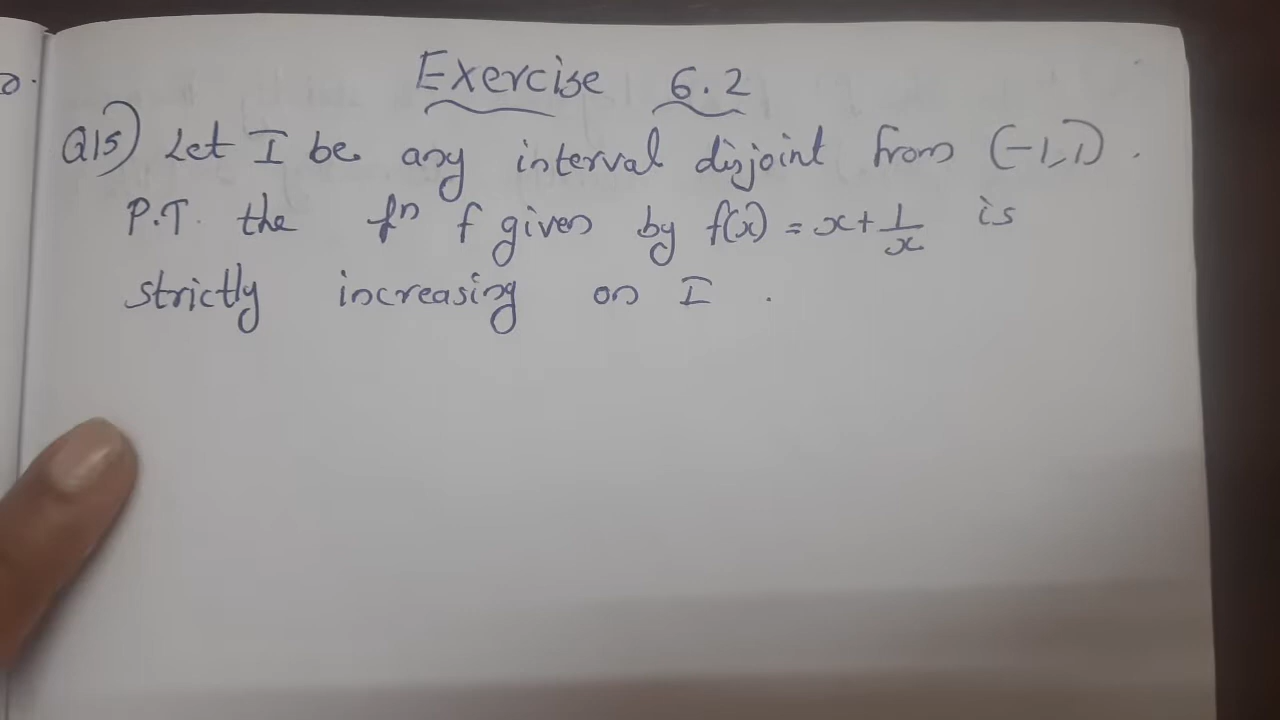 Exercise 6.2
Q15) Let I be any interval disjoint from (-1,1).
P.T. the fⁿ f given by f(x) = x + 1/x is
strictly increasing on I.